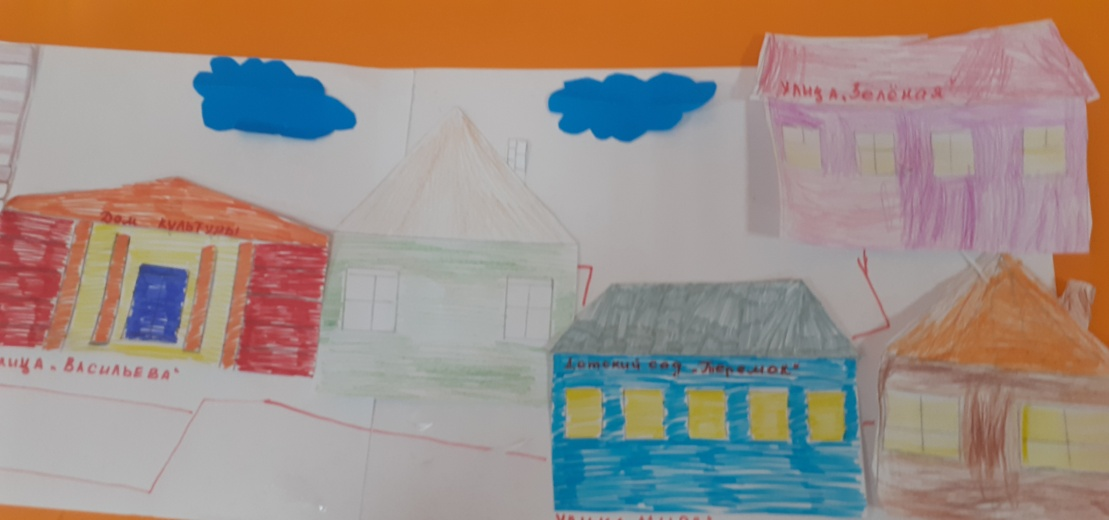 Улица „Зелёная"
Дом культуры
лица „Васильева"
Детский сад „Теремок"